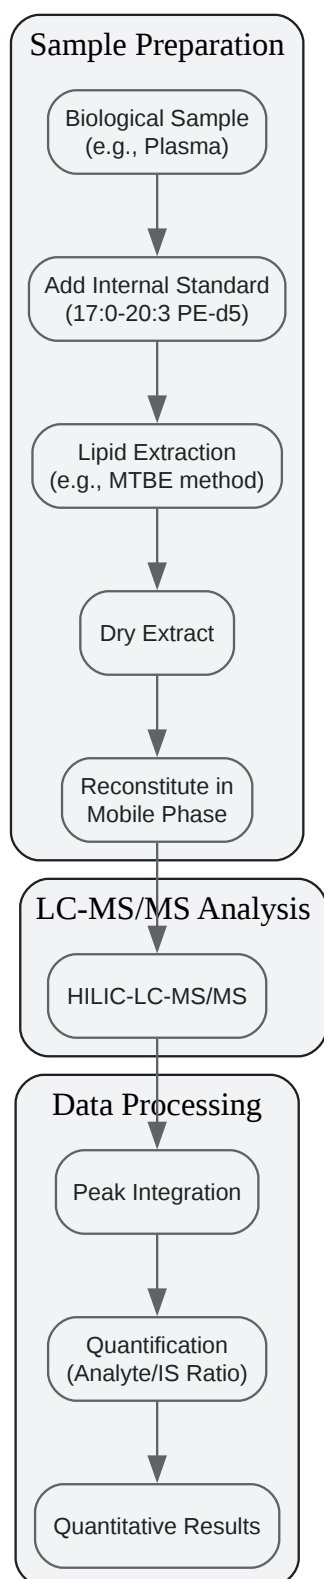 Sample Preparation
Biological Sample
(e.g., Plasma)
Add Internal Standard
(17:0-20:3 PE-d5)
Lipid Extraction
(e.g., MTBE method)
Dry Extract
Reconstitute in
Mobile Phase
LC-MS/MS Analysis
HILIC-LC-MS/MS
Data Processing
Peak Integration
Quantification
(Analyte/IS Ratio)
Quantitative Results